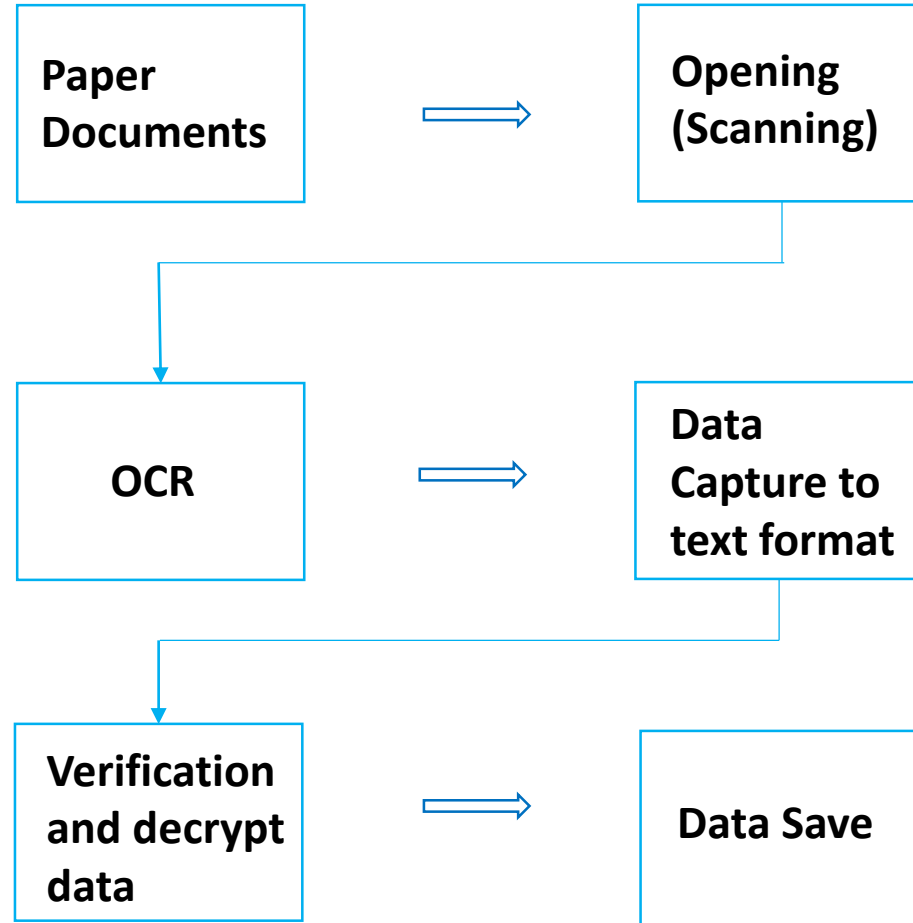 Paper
Documents
Opening
(Scanning)
OCR
Data
Capture to
text format
Verification
and decrypt
data
Data Save